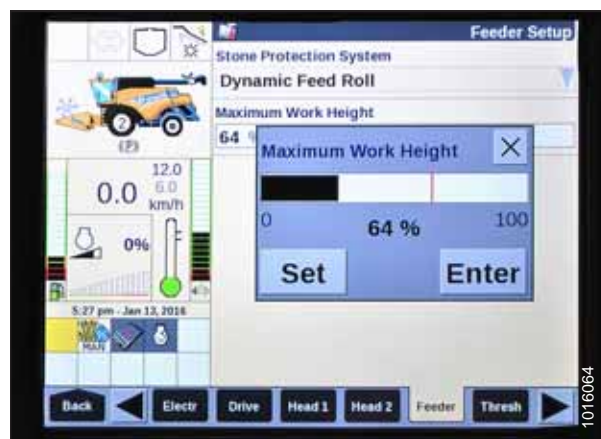 Feeder Setup
Stone Protection System
Dynamic Feed Roll
Maximum Work Height
64 %
Maximum Work Height
0
64 %
100
Set
Enter
2
(P)
12.0
6.0
0.0
km/h
F
0%
5:27 pm - Jan 13, 2016
MAN
Back
Electr
Drive
Head 1
Head 2
Feeder
Thresh
1016064